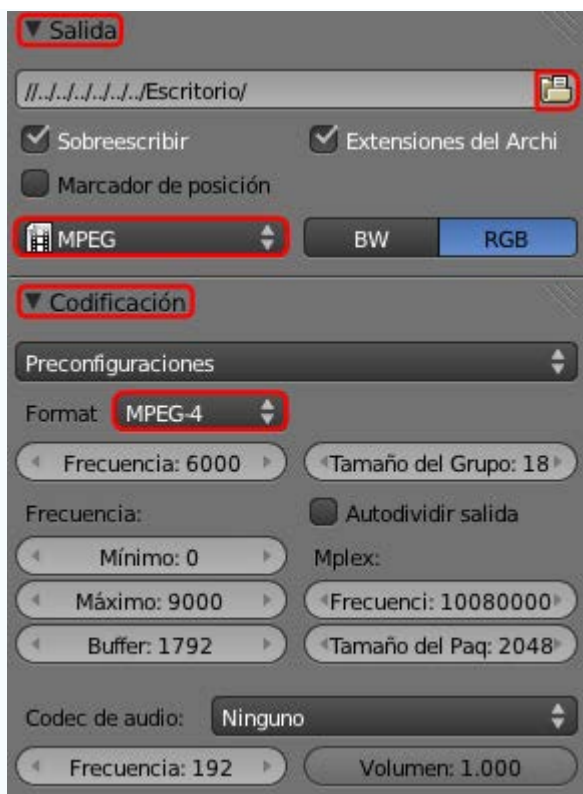 Salida
//../../../../../../Escritorio/
Sobreescribir Extensiones del Archi
Marcador de posición
MPEG BW RGB
Codificación
Preconfiguraciones
Format MPEG-4
Frecuencia: 6000 Tamaño del Grupo: 18
Frecuencia: Autodividir salida
Mínimo: 0 Mplex:
Máximo: 9000 Frecuenci: 10080000
Buffer: 1792 Tamaño del Paq: 2048
Codec de audio: Ninguno
Frecuencia: 192 Volumen: 1.000